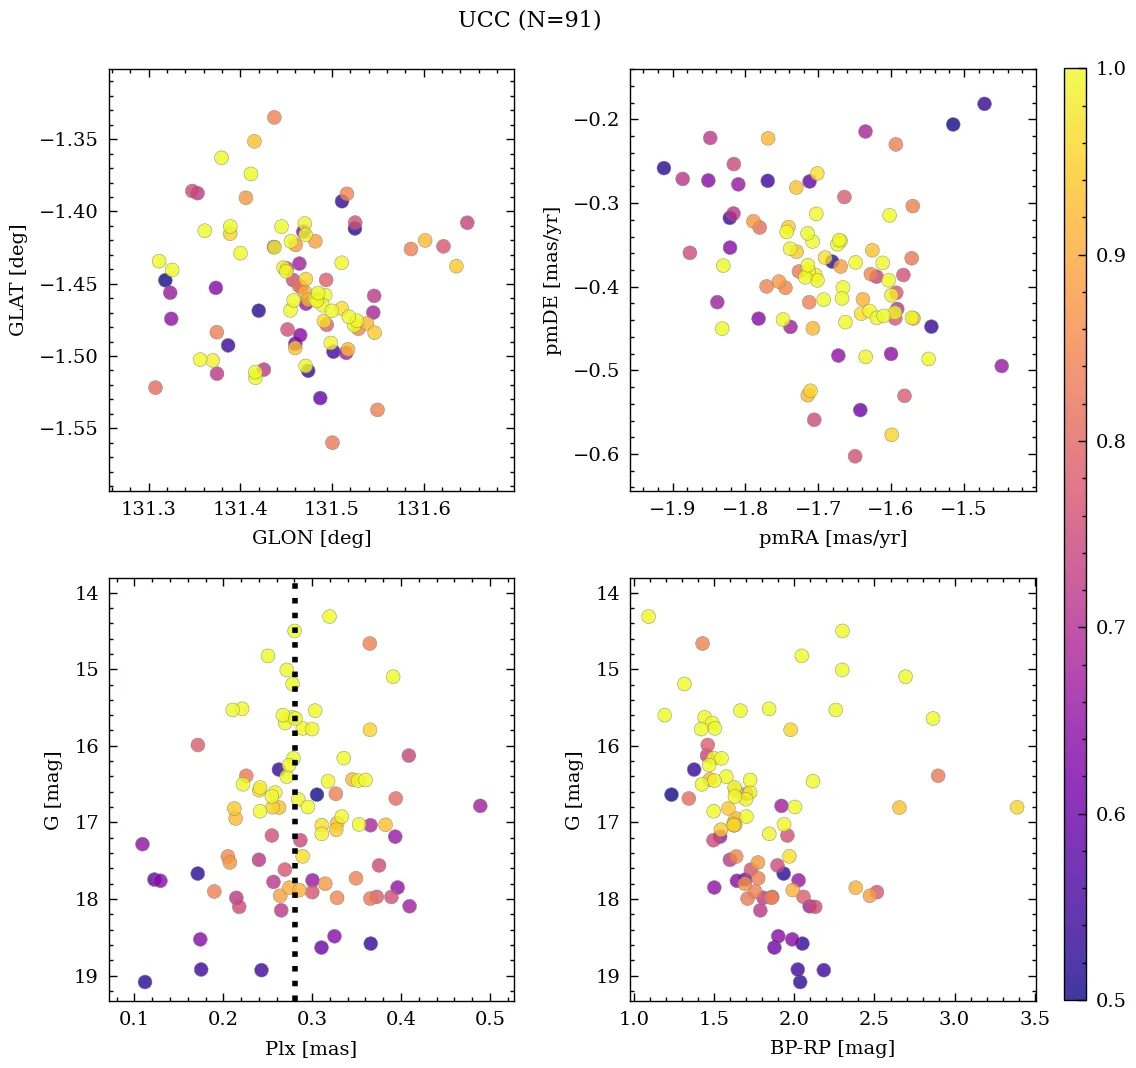 UCC (N=91)
GLAT [deg]
−1.35
−1.40
−1.45
−1.50
−1.55
131.3 131.4 131.5 131.6
GLON [deg]
pmDE [mas/yr]
−0.2
−0.3
−0.4
−0.5
−0.6
−1.9 −1.8 −1.7 −1.6 −1.5
pmRA [mas/yr]
G [mag]
14
15
16
17
18
19
0.1 0.2 0.3 0.4 0.5
Plx [mas]
G [mag]
14
15
16
17
18
19
1.0 1.5 2.0 2.5 3.0 3.5
BP-RP [mag]
1.0
0.9
0.8
0.7
0.6
0.5